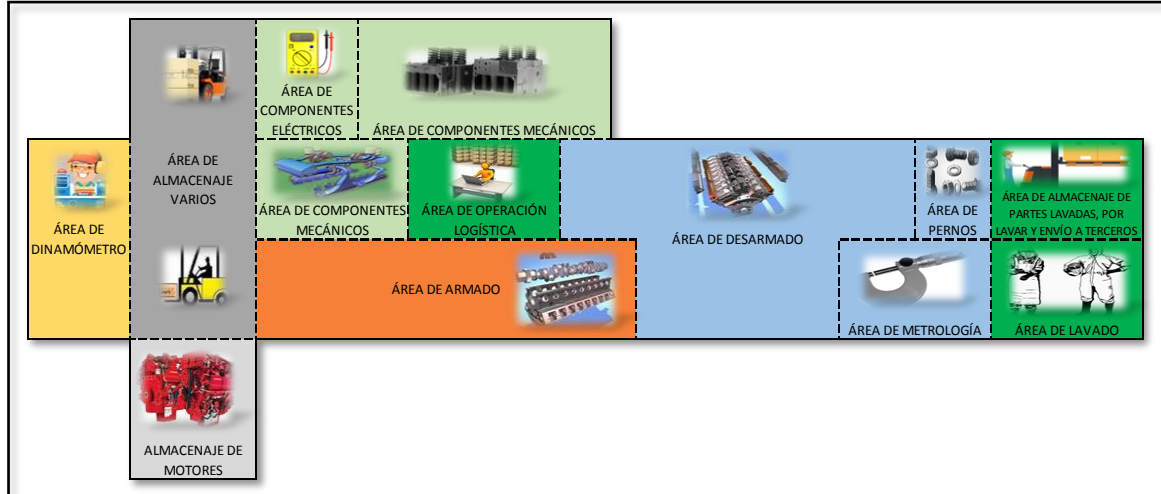 ÁREA DE
COMPONENTES
ELÉCTRICOS
ÁREA DE COMPONENTES MECÁNICOS
ÁREA DE
ALMACENAJE
VARIOS
ÁREA DE
DINAMÓMETRO
ÁREA DE COMPONENTES
MECÁNICOS
ÁREA DE OPERACIÓN
LOGÍSTICA
ÁREA DE DESARMADO
ÁREA DE
PERNOS
ÁREA DE ALMACENAJE DE
PARTES LAVADAS, POR
LAVAR Y ENVÍO A TERCEROS
ÁREA DE ARMADO
ÁREA DE METROLOGÍA
ÁREA DE LAVADO
ALMACENAJE DE
MOTORES